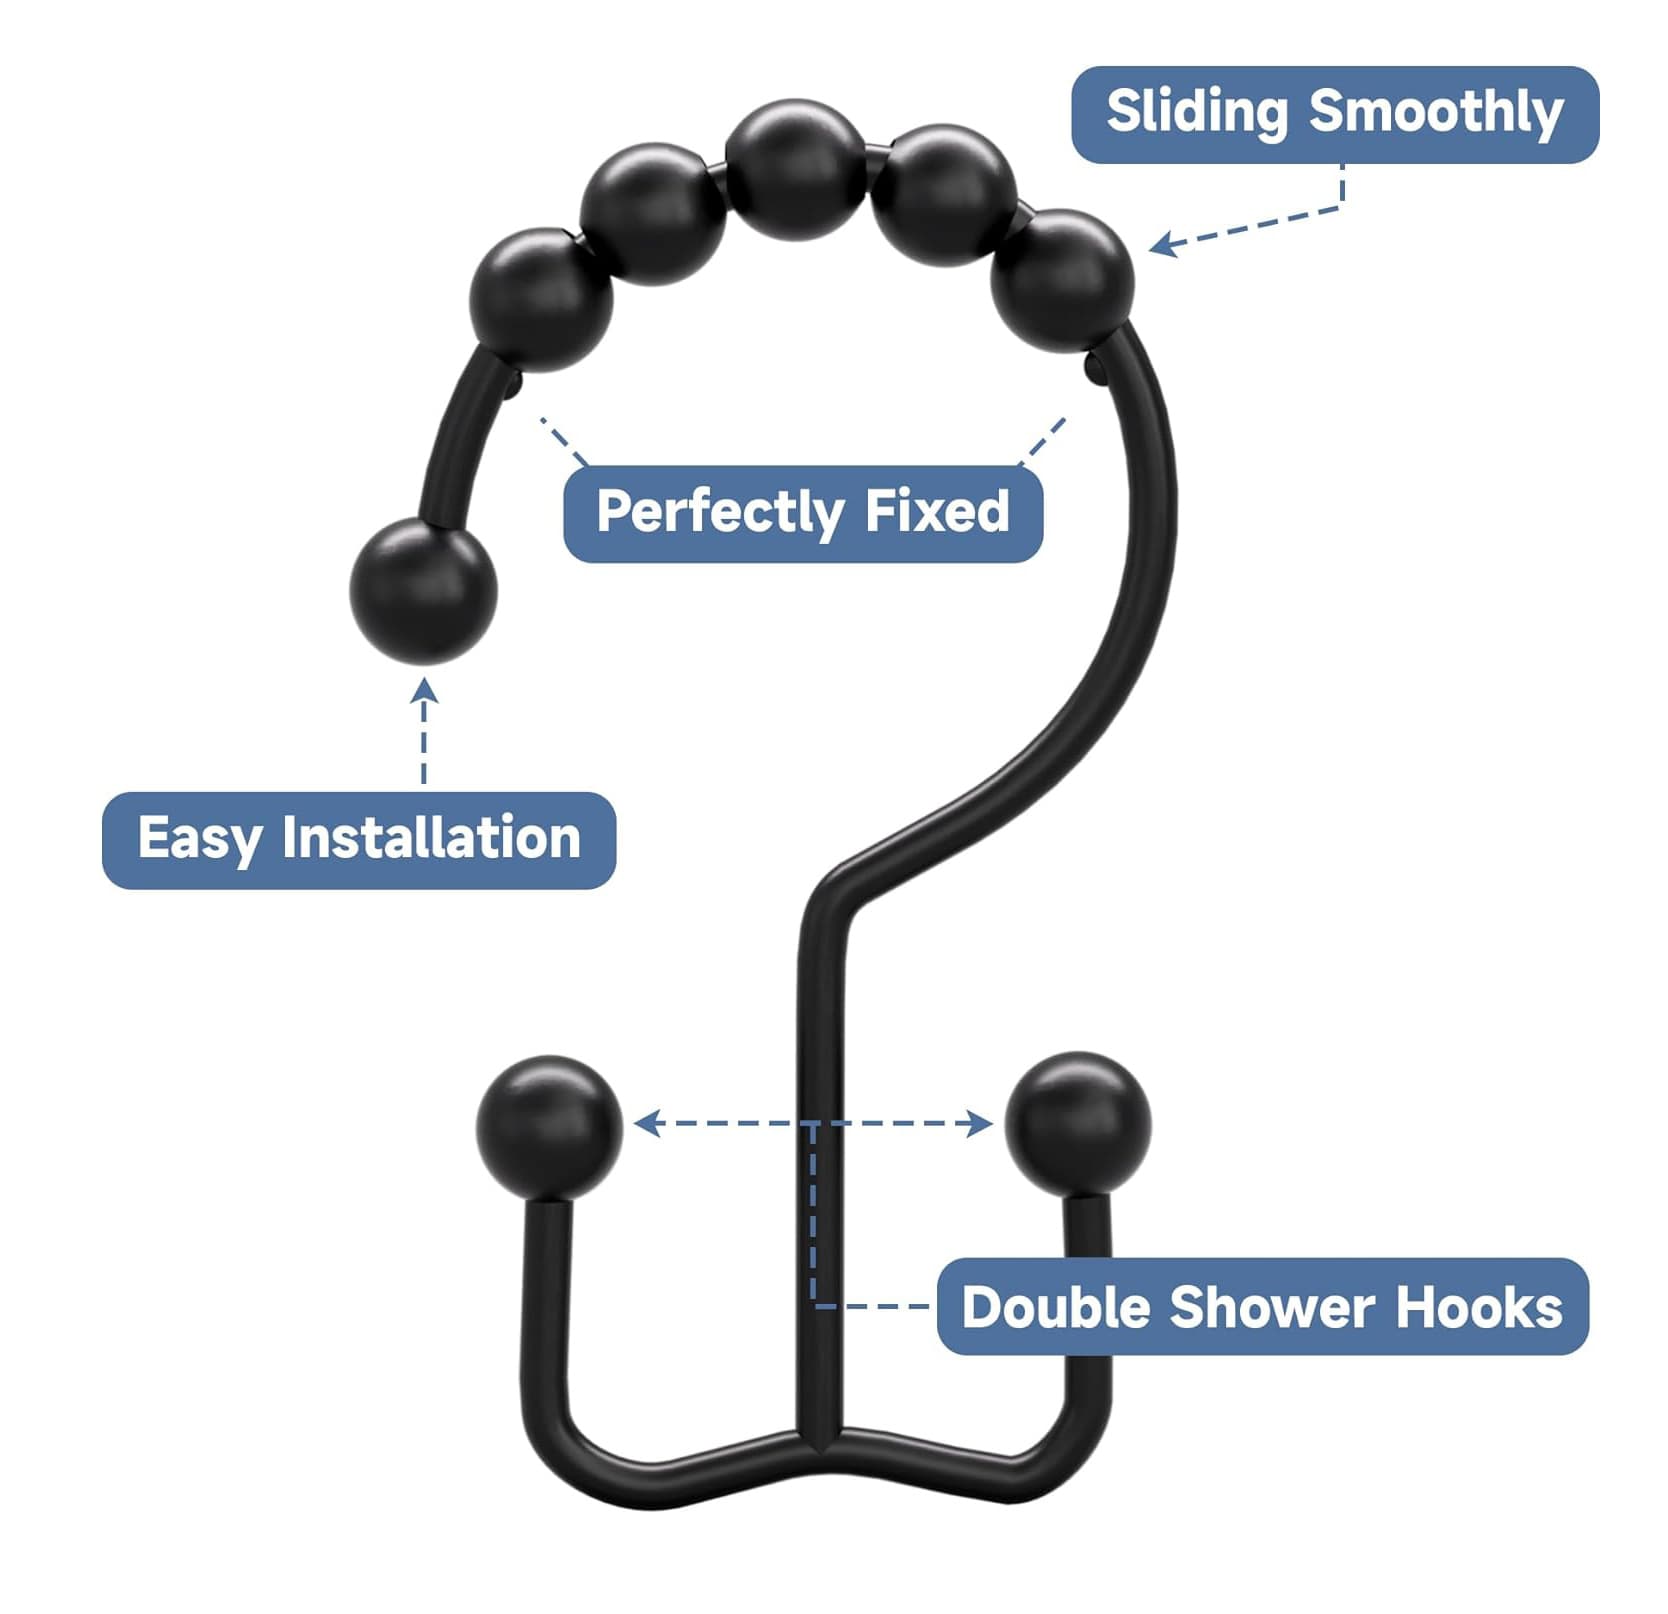 Sliding Smoothly
Perfectly Fixed
Easy Installation
Double Shower Hooks